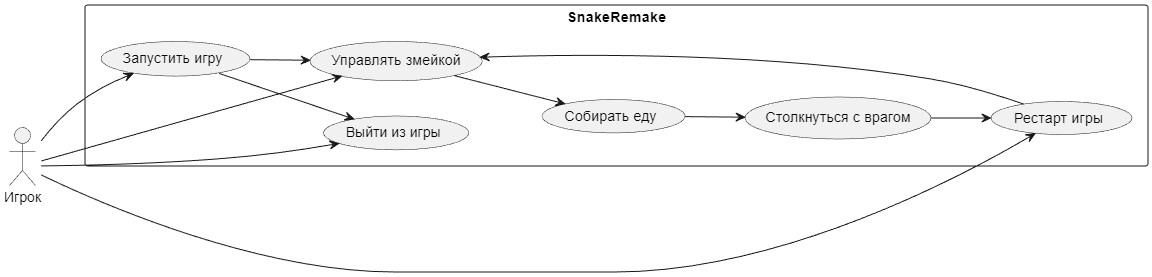 SnakeRemake
Запустить игру
Управлять змейкой
Собирать еду
Столкнуться с врагом
Рестарт игры
Выйти из игры
Игрок